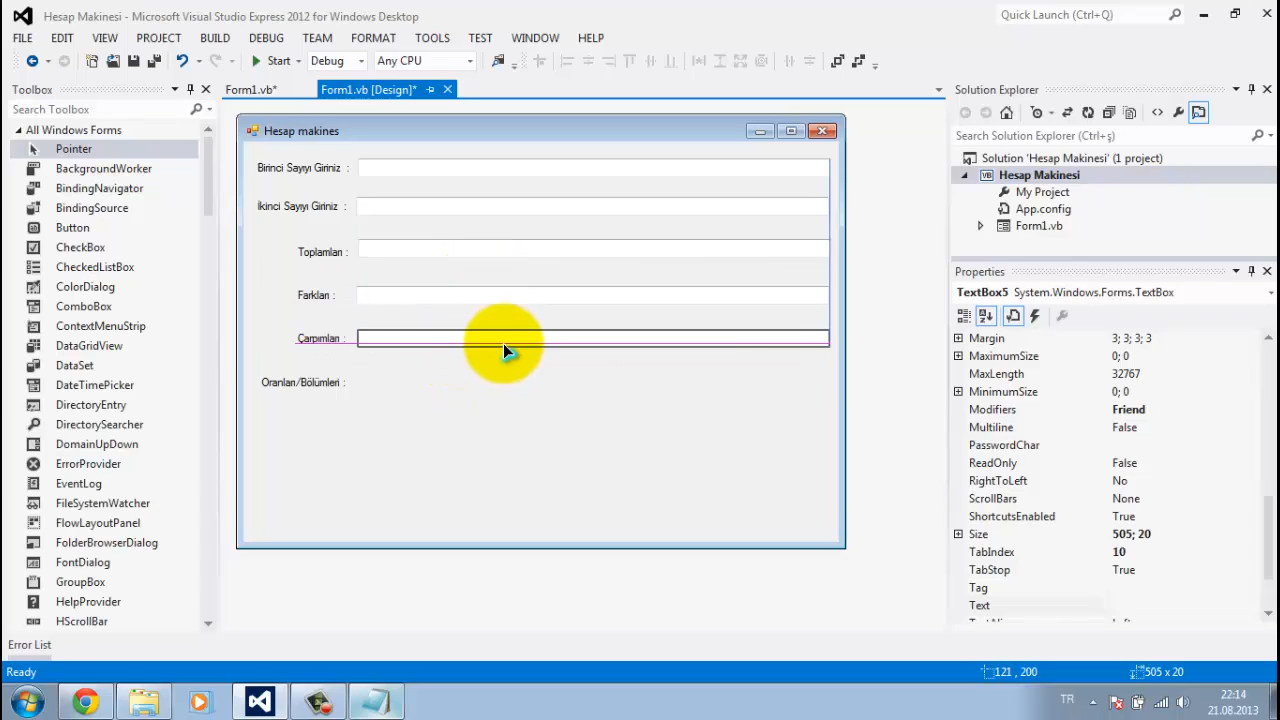 Hesap Makinesi - Microsoft Visual Studio Express 2012 for Windows Desktop
Quick Launch (Ctrl+Q)
FILE EDIT VIEW PROJECT BUILD DEBUG TEAM FORMAT TOOLS TEST WINDOW HELP
Start Debug Any CPU
Toolbox
Search Toolbox
All Windows Forms
Pointer
BackgroundWorker
BindingNavigator
BindingSource
Button
CheckBox
CheckedListBox
ColorDialog
ComboBox
ContextMenuStrip
DataGridView
DataSet
DateTimePicker
DirectoryEntry
DirectorySearcher
DomainUpDown
ErrorProvider
EventLog
FileSystemWatcher
FlowLayoutPanel
FolderBrowserDialog
FontDialog
GroupBox
HelpProvider
HScrollBar
Form1.vb* Form1.vb [Design]*
Hesap makines
Birinci Sayıyı Giriniz :
İkinci Sayıyı Giriniz :
Toplamları :
Farkları :
Çarpımları :
Oranları/Bölümleri :
Solution Explorer
Search Solution Explorer (Ctrl+ş)
Solution 'Hesap Makinesi' (1 project)
VB Hesap Makinesi
My Project
App.config
Form1.vb
Properties
TextBox5 System.Windows.Forms.TextBox
Margin 3; 3; 3; 3
MaximumSize 0; 0
MaxLength 32767
MinimumSize 0; 0
Modifiers Friend
Multiline False
PasswordChar
ReadOnly False
RightToLeft No
ScrollBars None
ShortcutsEnabled True
Size 505; 20
TabIndex 10
TabStop True
Tag
Text
Error List
Ready
121 , 200
505 x 20
TR
22:14
21.08.2013